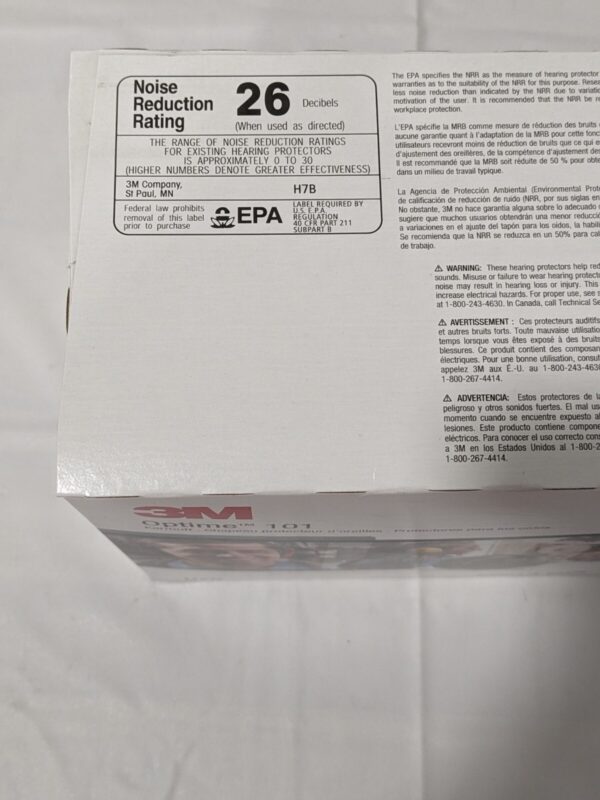 Noise
Reduction
Rating
26 Decibels
(When used as directed)
THE RANGE OF NOISE REDUCTION RATINGS
FOR EXISTING HEARING PROTECTORS
IS APPROXIMATELY 0 TO 30
(HIGHER NUMBERS DENOTE GREATER EFFECTIVENESS)
3M Company,
St Paul, MN
H7B
Federal law prohibits
removal of this label
prior to purchase
EPA
LABEL REQUIRED BY
U.S. E.P.A.
REGULATION
40 CFR PART 211
SUBPART B
The EPA specifies the NRR as the measure of hearing protector
warranties as to the suitability of the NRR for this purpose.
less noise reduction than indicated by the NRR due to
motivation of the user. It is recommended that the NRR be
workplace protection.
L'EPA spécifie la MRB comme mesure de réduction des bruits
aucune garantie quant à l'adaptation de la MRB pour cette
utilisateurs recevront moins de réduction de bruits que ce qui
d'ajustement des oreillères, de la compétence d'ajustement
Il est recommandé que la MRB soit réduite de 50 % pour
dans un milieu de travail typique.
La Agencia de Protección Ambiental (Environmental
de calificación de reducción de ruido (NRR, por sus siglas en
No obstante, 3M no hace garantía alguna sobre lo adecuado
sugiere que muchos usuarios obtendrán una menor
a variaciones en el ajuste del tapón para los oídos, la
Se recomienda que la NRR se reduzca en un 50% para
de trabajo.
⚠ WARNING: These hearing protectors help
sounds. Misuse or failure to wear hearing
noise may result in hearing loss or injury. This
increase electrical hazards. For proper use, see
at 1-800-243-4630. In Canada, call Technical
⚠ AVERTISSEMENT : Ces protecteurs auditifs
et autres bruits forts. Toute mauvaise
temps lorsque vous êtes exposé à des bruits
blessures. Ce produit contient des
électriques. Pour une bonne utilisation,
appelez 3M aux É.-U. au 1-800-243-4630
1-800-267-4414.
⚠ ADVERTENCIA: Estos protectores de
peligroso y otros sonidos fuertes. El mal
momento cuando se encuentre expuesto
lesiones. Este producto contiene
eléctricos. Para conocer el uso correcto
a 3M en los Estados Unidos al
1-800-267-4414.
3M
Optime™ 101
Earmuff - Chapeau protecteur d'oreilles - Protectores para los oídos